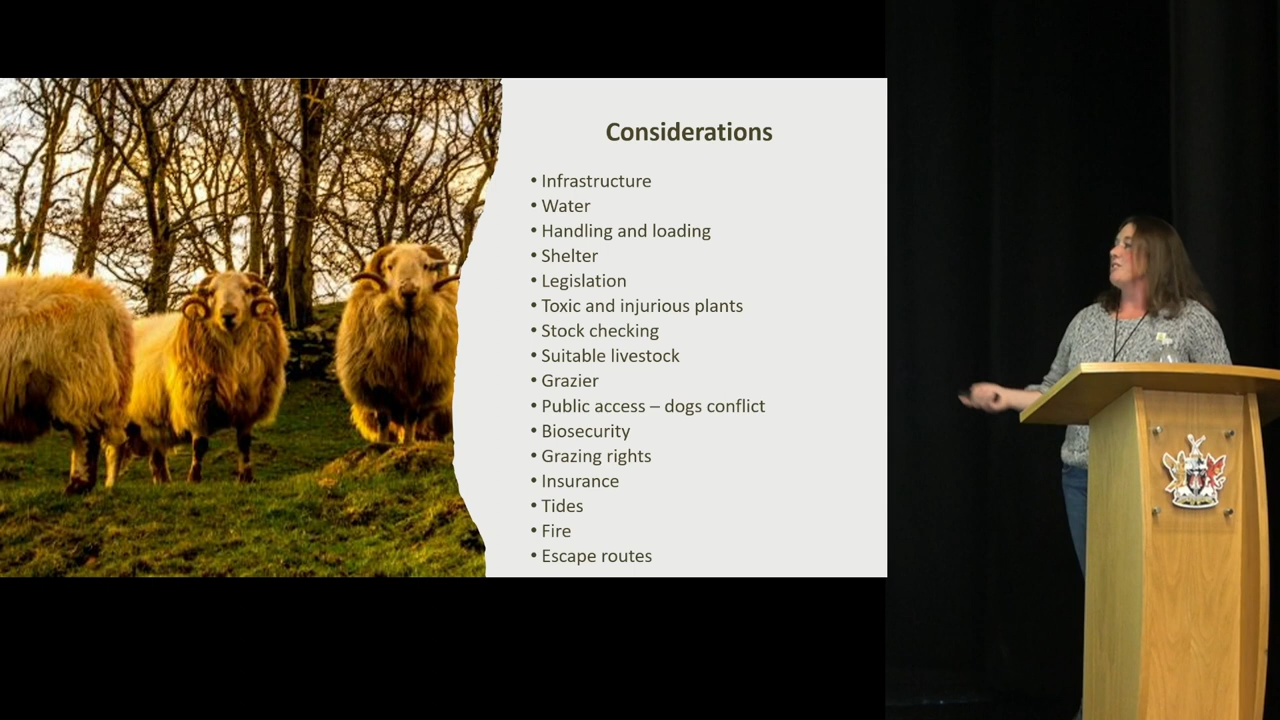 Considerations
• Infrastructure
• Water
• Handling and loading
• Shelter
• Legislation
• Toxic and injurious plants
• Stock checking
• Suitable livestock
• Grazier
• Public access – dogs conflict
• Biosecurity
• Grazing rights
• Insurance
• Tides
• Fire
• Escape routes